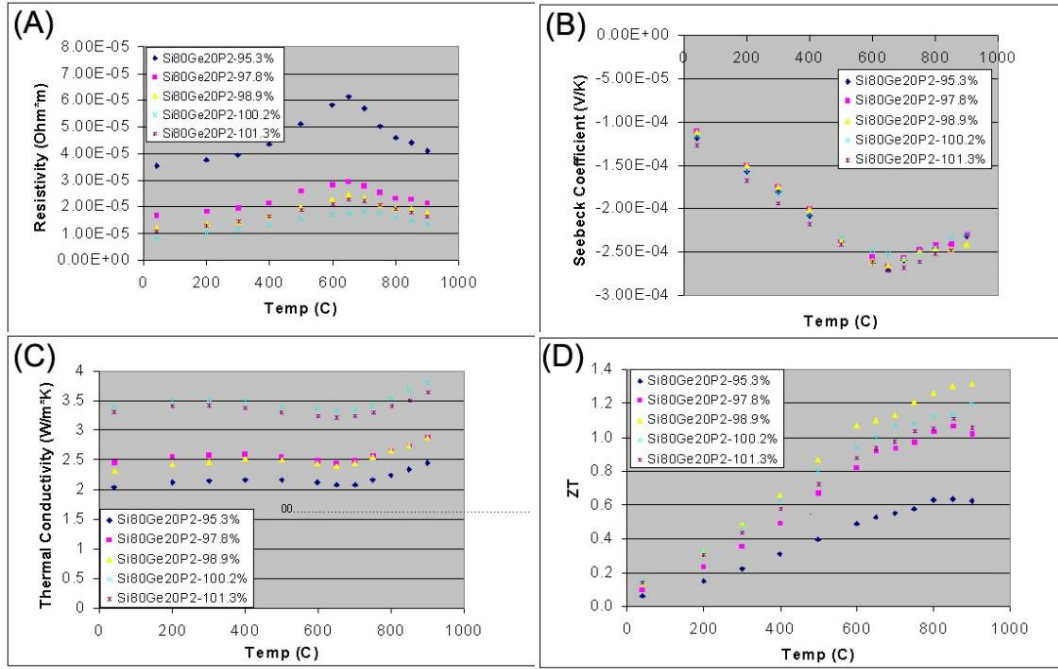 (A)
8.00E-05
7.00E-05
6.00E-05
5.00E-05
4.00E-05
3.00E-05
2.00E-05
1.00E-05
0.00E+00
Resistivity (Ohm*m)
Si80Ge20P2-95.3%
Si80Ge20P2-97.8%
Si80Ge20P2-98.9%
Si80Ge20P2-100.2%
Si80Ge20P2-101.3%
0 200 400 600 800 1000
Temp (C)
(B)
0.00E+00
-5.00E-05
-1.00E-04
-1.50E-04
-2.00E-04
-2.50E-04
-3.00E-04
Seebeck Coefficient (V/K)
0 200 400 600 800 1000
Si80Ge20P2-95.3%
Si80Ge20P2-97.8%
Si80Ge20P2-98.9%
Si80Ge20P2-100.2%
Si80Ge20P2-101.3%
Temp (C)
(C)
4
3.5
3
2.5
2
1.5
1
0.5
0
Thermal Conductivity (W/m*K)
00
Si80Ge20P2-95.3%
Si80Ge20P2-97.8%
Si80Ge20P2-98.9%
Si80Ge20P2-100.2%
Si80Ge20P2-101.3%
0 200 400 600 800 1000
Temp (C)
(D)
1.4
1.2
1.0
0.8
0.6
0.4
0.2
0.0
ZT
Si80Ge20P2-95.3%
Si80Ge20P2-97.8%
Si80Ge20P2-98.9%
Si80Ge20P2-100.2%
Si80Ge20P2-101.3%
0 200 400 600 800 1000
Temp (C)